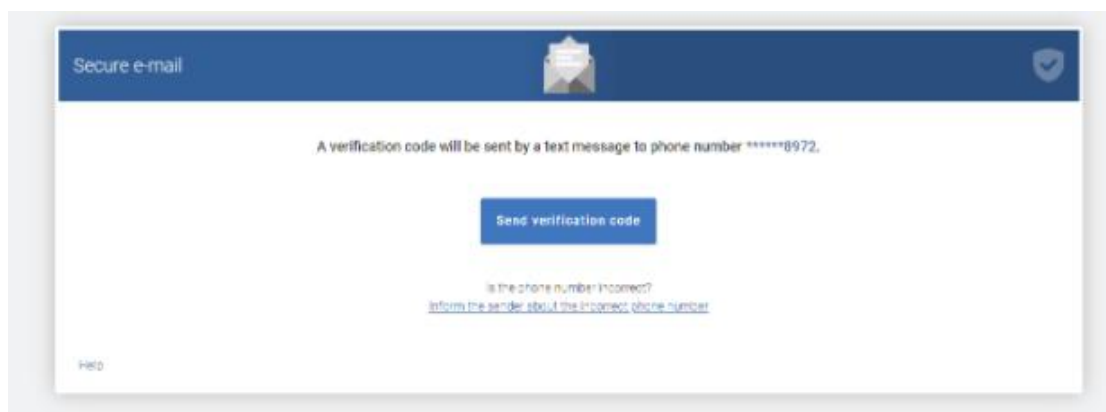 Secure e-mail
A verification code will be sent by a text message to phone number ******8972.
Send verification code
Is the phone number incorrect?
Inform the sender about the incorrect phone number
Help